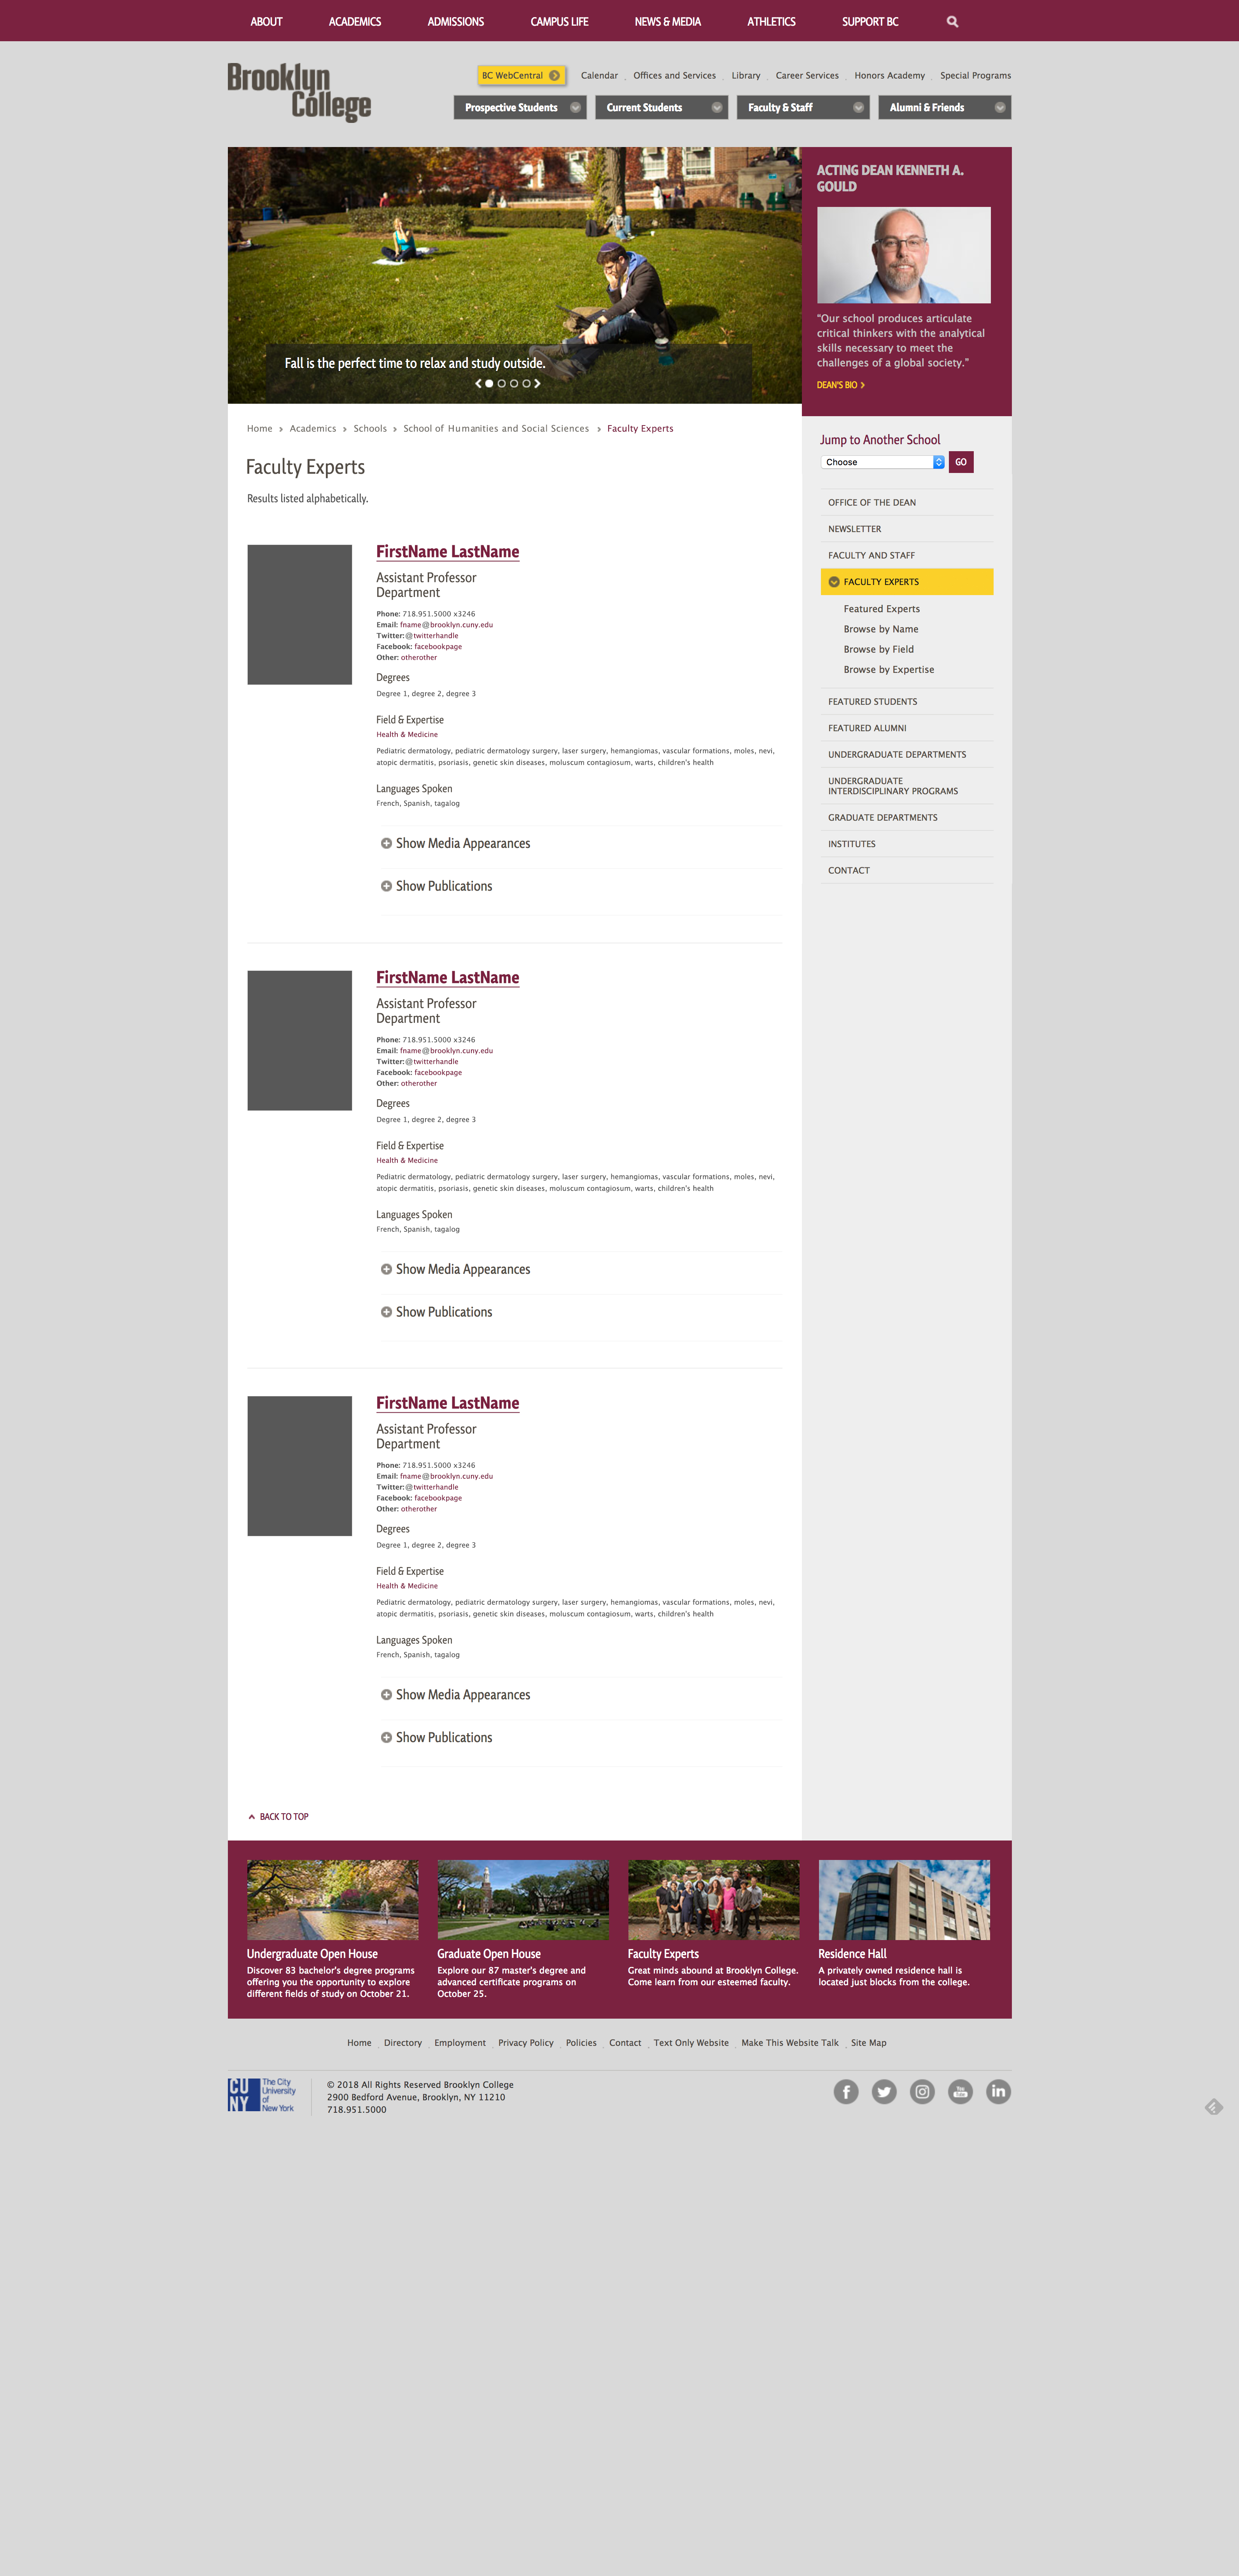 ABOUT ACADEMICS ADMISSIONS CAMPUS LIFE NEWS & MEDIA ATHLETICS SUPPORT BC
Brooklyn
College
BC WebCentral Calendar Offices and Services Library Career Services Honors Academy Special Programs
Prospective Students Current Students Faculty & Staff Alumni & Friends
Fall is the perfect time to relax and study outside.
ACTING DEAN KENNETH A.
GOULD
“Our school produces articulate
critical thinkers with the analytical
skills necessary to meet the
challenges of a global society.”
DEAN'S BIO
Home Academics Schools School of Humanities and Social Sciences Faculty Experts
Faculty Experts
Results listed alphabetically.
FirstName LastName
Assistant Professor
Department
Phone: 718.951.5000 x3246
Email: fname@brooklyn.cuny.edu
Twitter:@twitterhandle
Facebook: facebookpage
Other: otherother
Degrees
Degree 1, degree 2, degree 3
Field & Expertise
Health & Medicine
Pediatric dermatology, pediatric dermatology surgery, laser surgery, hemangiomas, vascular formations, moles, nevi,
atopic dermatitis, psoriasis, genetic skin diseases, moluscum contagiosum, warts, children's health
Languages Spoken
French, Spanish, tagalog
Show Media Appearances
Show Publications
FirstName LastName
Assistant Professor
Department
Phone: 718.951.5000 x3246
Email: fname@brooklyn.cuny.edu
Twitter:@twitterhandle
Facebook: facebookpage
Other: otherother
Degrees
Degree 1, degree 2, degree 3
Field & Expertise
Health & Medicine
Pediatric dermatology, pediatric dermatology surgery, laser surgery, hemangiomas, vascular formations, moles, nevi,
atopic dermatitis, psoriasis, genetic skin diseases, moluscum contagiosum, warts, children's health
Languages Spoken
French, Spanish, tagalog
Show Media Appearances
Show Publications
FirstName LastName
Assistant Professor
Department
Phone: 718.951.5000 x3246
Email: fname@brooklyn.cuny.edu
Twitter:@twitterhandle
Facebook: facebookpage
Other: otherother
Degrees
Degree 1, degree 2, degree 3
Field & Expertise
Health & Medicine
Pediatric dermatology, pediatric dermatology surgery, laser surgery, hemangiomas, vascular formations, moles, nevi,
atopic dermatitis, psoriasis, genetic skin diseases, moluscum contagiosum, warts, children's health
Languages Spoken
French, Spanish, tagalog
Show Media Appearances
Show Publications
BACK TO TOP
Jump to Another School
Choose GO
OFFICE OF THE DEAN
NEWSLETTER
FACULTY AND STAFF
FACULTY EXPERTS
Featured Experts
Browse by Name
Browse by Field
Browse by Expertise
FEATURED STUDENTS
FEATURED ALUMNI
UNDERGRADUATE DEPARTMENTS
UNDERGRADUATE
INTERDISCIPLINARY PROGRAMS
GRADUATE DEPARTMENTS
INSTITUTES
CONTACT
Undergraduate Open House
Discover 83 bachelor's degree programs
offering you the opportunity to explore
different fields of study on October 21.
Graduate Open House
Explore our 87 master's degree and
advanced certificate programs on
October 25.
Faculty Experts
Great minds abound at Brooklyn College.
Come learn from our esteemed faculty.
Residence Hall
A privately owned residence hall is
located just blocks from the college.
Home Directory Employment Privacy Policy Policies Contact Text Only Website Make This Website Talk Site Map
CU
NY
The City
University
of
New York
© 2018 All Rights Reserved Brooklyn College
2900 Bedford Avenue, Brooklyn, NY 11210
718.951.5000
f You Tube in